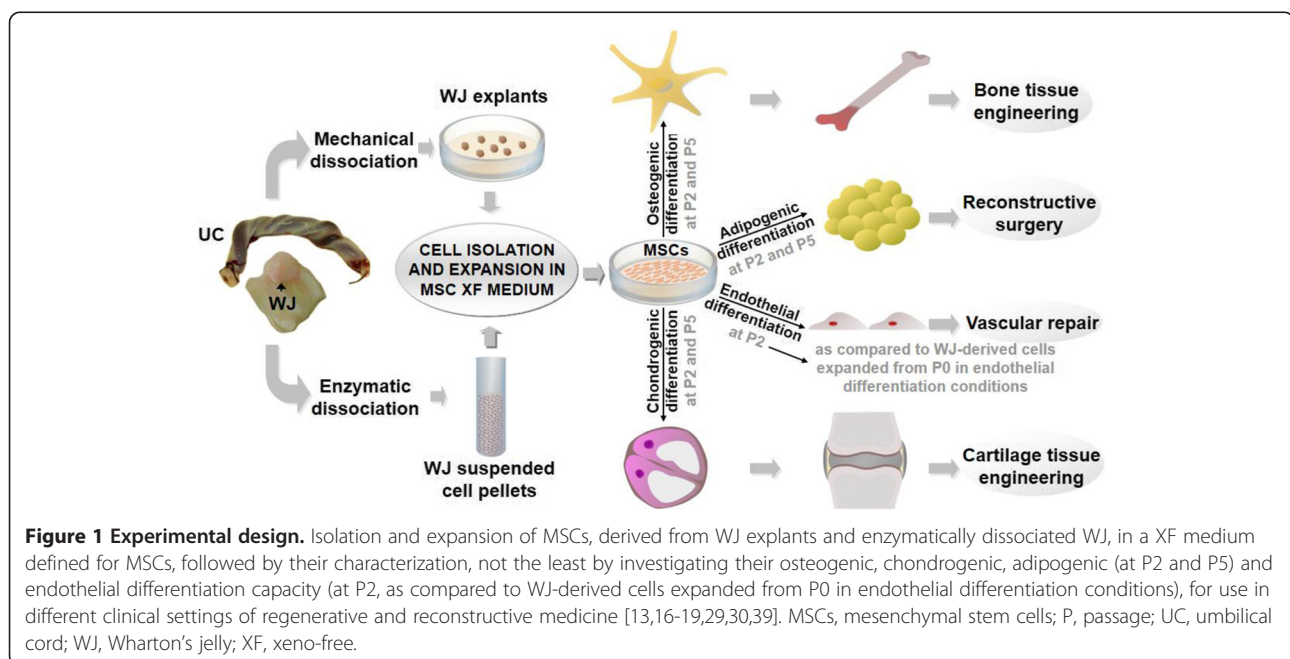 UC
WJ
Mechanical
dissociation
WJ explants
Enzymatic
dissociation
WJ suspended
cell pellets
CELL ISOLATION
AND EXPANSION IN
MSC XF MEDIUM
MSCs
Osteogenic
differentiation
at P2 and P5
Bone tissue
engineering
Adipogenic
differentiation
at P2 and P5
Reconstructive
surgery
Endothelial
differentiation
at P2
Vascular repair
as compared to WJ-derived cells
expanded from P0 in endothelial
differentiation conditions
Chondrogenic
differentiation
at P2 and P5
Cartilage tissue
engineering
Figure 1 Experimental design. Isolation and expansion of MSCs, derived from WJ explants and enzymatically dissociated WJ, in a XF medium
defined for MSCs, followed by their characterization, not the least by investigating their osteogenic, chondrogenic, adipogenic (at P2 and P5) and
endothelial differentiation capacity (at P2, as compared to WJ-derived cells expanded from P0 in endothelial differentiation conditions), for use in
different clinical settings of regenerative and reconstructive medicine [13,16-19,29,30,39]. MSCs, mesenchymal stem cells; P, passage; UC, umbilical
cord; WJ, Wharton's jelly; XF, xeno-free.